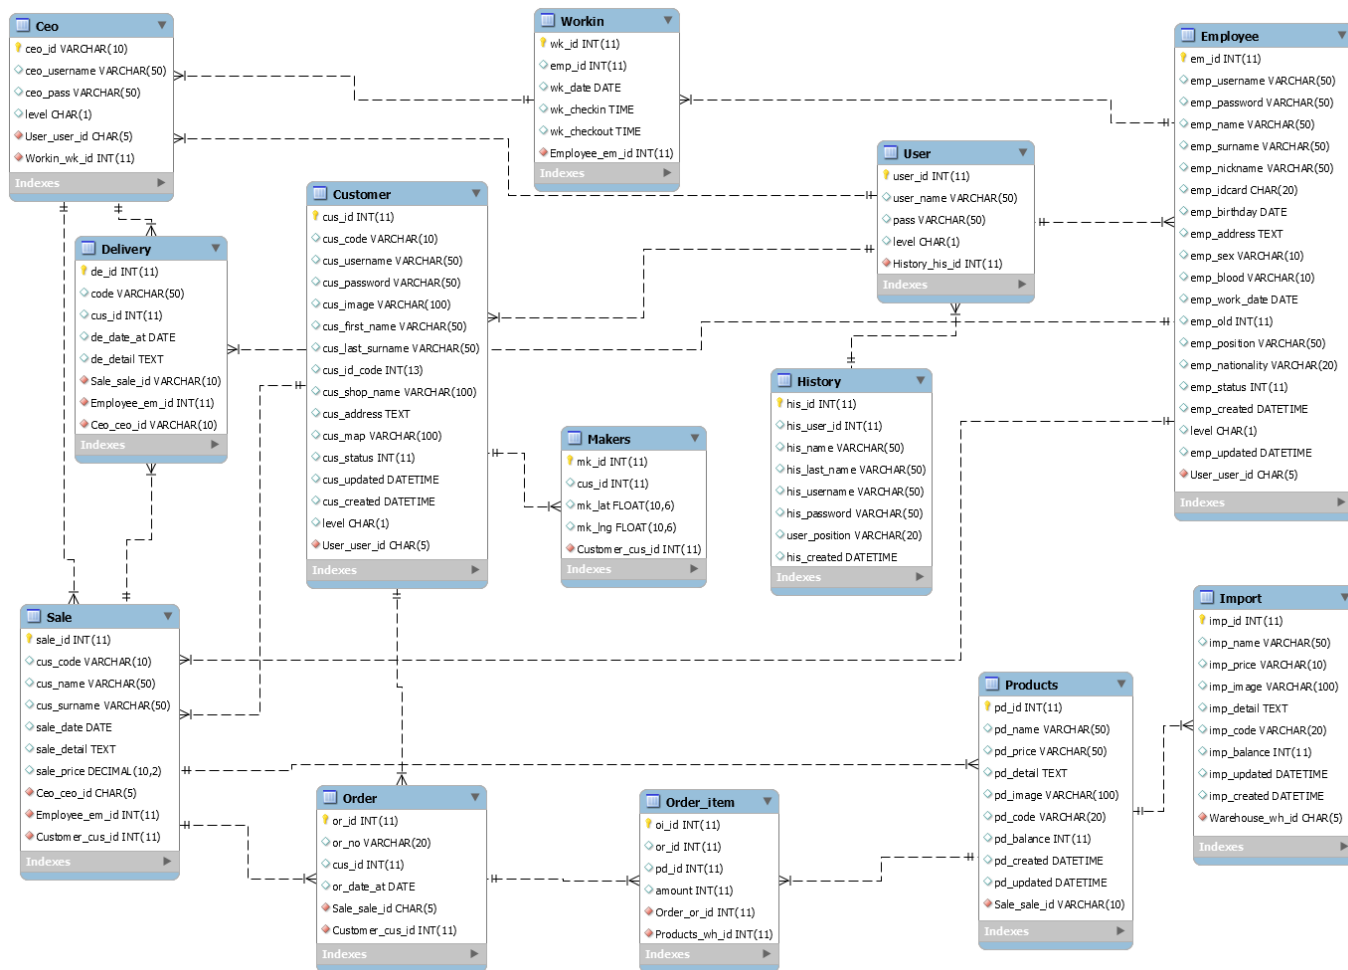 Ceo
ceo_id VARCHAR(10)
ceo_username VARCHAR(50)
ceo_pass VARCHAR(50)
level CHAR(1)
User_user_id CHAR(5)
Workin_wk_id INT(11)
Indexes
Workin
wk_id INT(11)
emp_id INT(11)
wk_date DATE
wk_checkin TIME
wk_checkout TIME
Employee_em_id INT(11)
Indexes
Employee
em_id INT(11)
emp_username VARCHAR(50)
emp_password VARCHAR(50)
emp_name VARCHAR(50)
emp_surname VARCHAR(50)
emp_nickname VARCHAR(50)
emp_idcard CHAR(20)
emp_birthday DATE
emp_address TEXT
emp_sex VARCHAR(10)
emp_blood VARCHAR(10)
emp_work_date DATE
emp_old INT(11)
emp_position VARCHAR(50)
emp_nationality VARCHAR(20)
emp_status INT(11)
emp_created DATETIME
level CHAR(1)
emp_updated DATETIME
User_user_id CHAR(5)
Indexes
User
user_id INT(11)
user_name VARCHAR(50)
pass VARCHAR(50)
level CHAR(1)
History_his_id INT(11)
Indexes
Customer
cus_id INT(11)
cus_code VARCHAR(10)
cus_username VARCHAR(50)
cus_password VARCHAR(50)
cus_image VARCHAR(100)
cus_first_name VARCHAR(50)
cus_last_surname VARCHAR(50)
cus_id_code INT(13)
cus_shop_name VARCHAR(100)
cus_address TEXT
cus_map VARCHAR(100)
cus_status INT(11)
cus_updated DATETIME
cus_created DATETIME
level CHAR(1)
User_user_id CHAR(5)
Indexes
Delivery
de_id INT(11)
code VARCHAR(50)
cus_id INT(11)
de_date_at DATE
de_detail TEXT
Sale_sale_id VARCHAR(10)
Employee_em_id INT(11)
Ceo_ceo_id VARCHAR(10)
Indexes
History
his_id INT(11)
his_user_id INT(11)
his_name VARCHAR(50)
his_last_name VARCHAR(50)
his_username VARCHAR(50)
his_password VARCHAR(50)
user_position VARCHAR(20)
his_created DATETIME
Indexes
Makers
mk_id INT(11)
cus_id INT(11)
mk_lat FLOAT(10,6)
mk_lng FLOAT(10,6)
Customer_cus_id INT(11)
Indexes
Sale
sale_id INT(11)
cus_code VARCHAR(10)
cus_name VARCHAR(50)
cus_surname VARCHAR(50)
sale_date DATE
sale_detail TEXT
sale_price DECIMAL(10,2)
Ceo_ceo_id CHAR(5)
Employee_em_id INT(11)
Customer_cus_id INT(11)
Indexes
Import
imp_id INT(11)
imp_name VARCHAR(50)
imp_price VARCHAR(10)
imp_image VARCHAR(100)
imp_detail TEXT
imp_code VARCHAR(20)
imp_balance INT(11)
imp_updated DATETIME
imp_created DATETIME
Warehouse_wh_id CHAR(5)
Indexes
Products
pd_id INT(11)
pd_name VARCHAR(50)
pd_price VARCHAR(50)
pd_detail TEXT
pd_image VARCHAR(100)
pd_code VARCHAR(20)
pd_balance INT(11)
pd_created DATETIME
pd_updated DATETIME
Sale_sale_id VARCHAR(10)
Indexes
Order
or_id INT(11)
or_no VARCHAR(20)
cus_id INT(11)
or_date_at DATE
Sale_sale_id CHAR(5)
Customer_cus_id INT(11)
Indexes
Order_item
oi_id INT(11)
or_id INT(11)
pd_id INT(11)
amount INT(11)
Order_or_id INT(11)
Products_wh_id INT(11)
Indexes